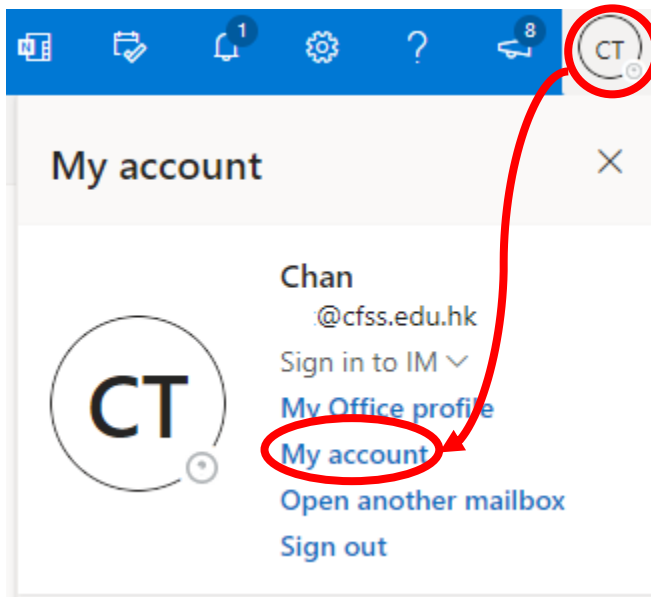 1
?
8
CT
My account
Chan
@cfss.edu.hk
CT
Sign in to IM
My Office profile
My account
Open another mailbox
Sign out